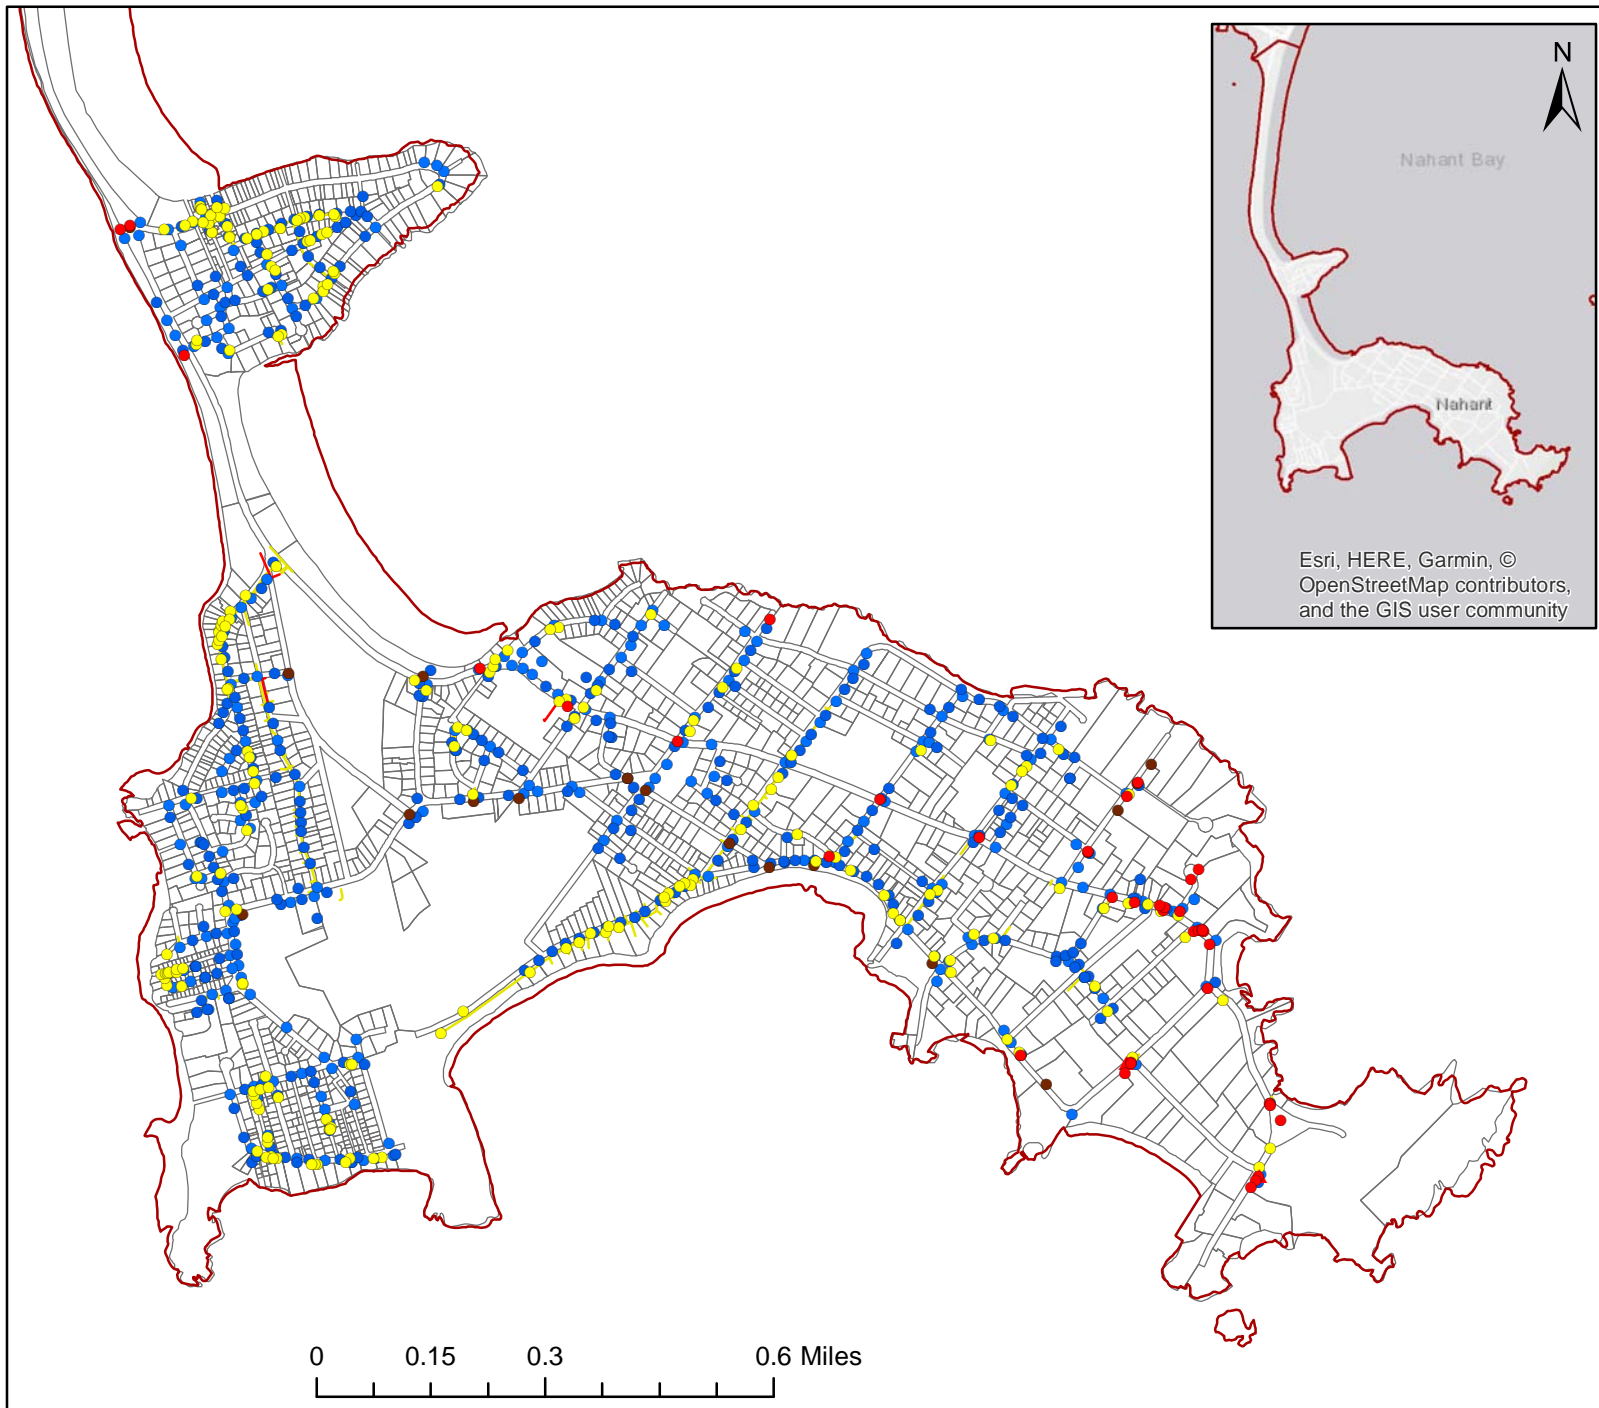 N
Nahant Bay
Nahant
Esri, HERE, Garmin, ©
OpenStreetMap contributors,
and the GIS user community
0 0.15 0.3 0.6 Miles